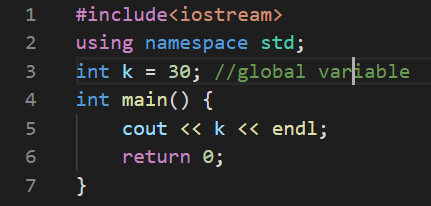 1 #include<iostream>
2 using namespace std;
3 int k = 30; //global variable
4 int main() {
5 cout << k << endl;
6 return 0;
7 }